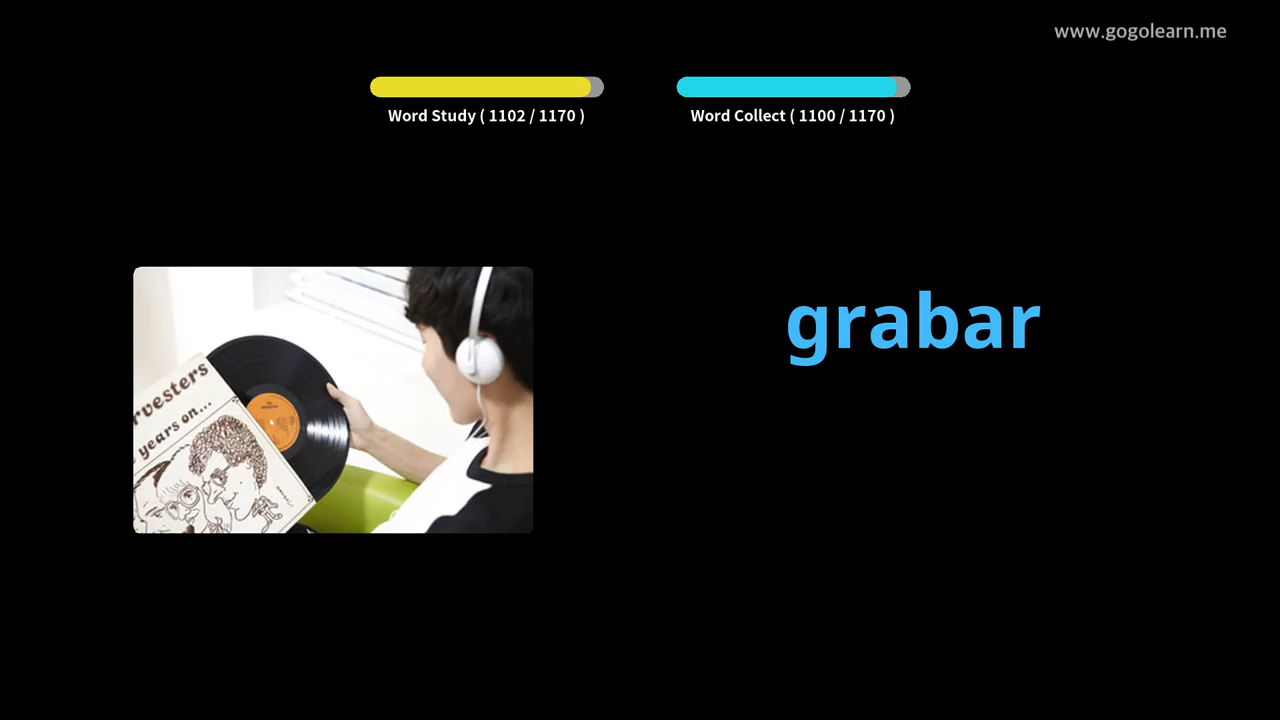 www.gogolearn.me
Word Study ( 1102 / 1170 )
Word Collect ( 1100 / 1170 )
grabar
rvesters
years on...